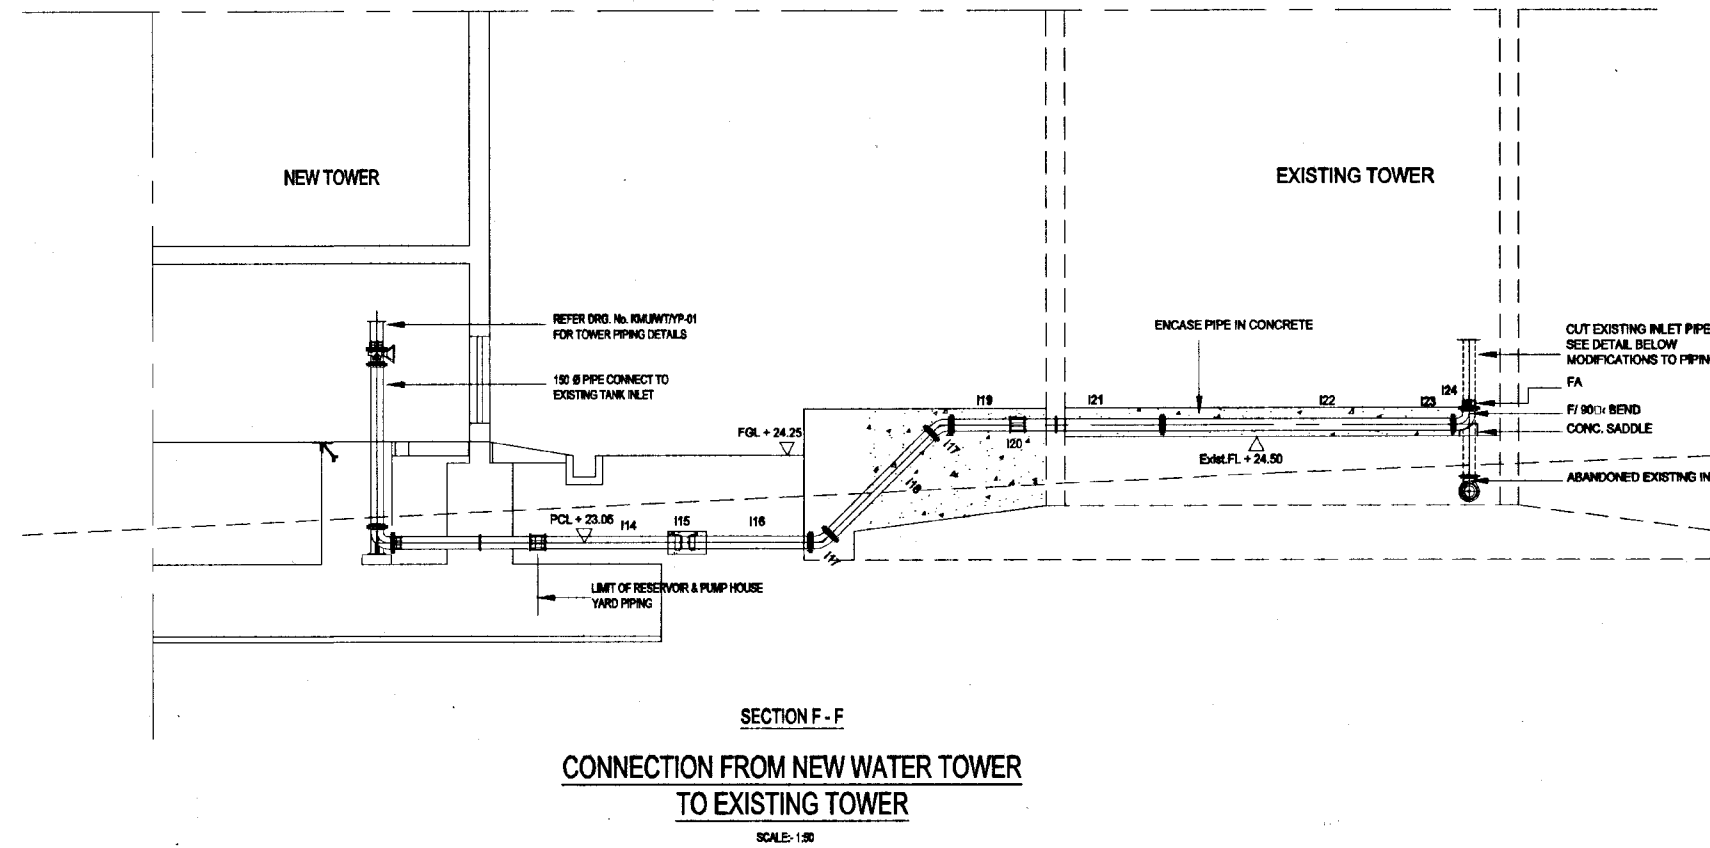 NEW TOWER
EXISTING TOWER
REFER DRG. No. KMU/WT/YP-01
FOR TOWER PIPING DETAILS
150 Ø PIPE CONNECT TO
EXISTING TANK INLET
ENCASE PIPE IN CONCRETE
CUT EXISTING INLET PIPE
SEE DETAIL BELOW
MODIFICATIONS TO PIPIN
FA
F/ 90□‹ BEND
CONC. SADDLE
ABANDONED EXISTING IN
I19
I21
I22
I23
I24
FGL + 24.25
I17
I20
Exist.FL + 24.50
I18
PCL + 23.05
I14
I15
I16
I17
LIMIT OF RESERVOIR & PUMP HOUSE
YARD PIPING
SECTION F - F
CONNECTION FROM NEW WATER TOWER
TO EXISTING TOWER
SCALE:- 1:50